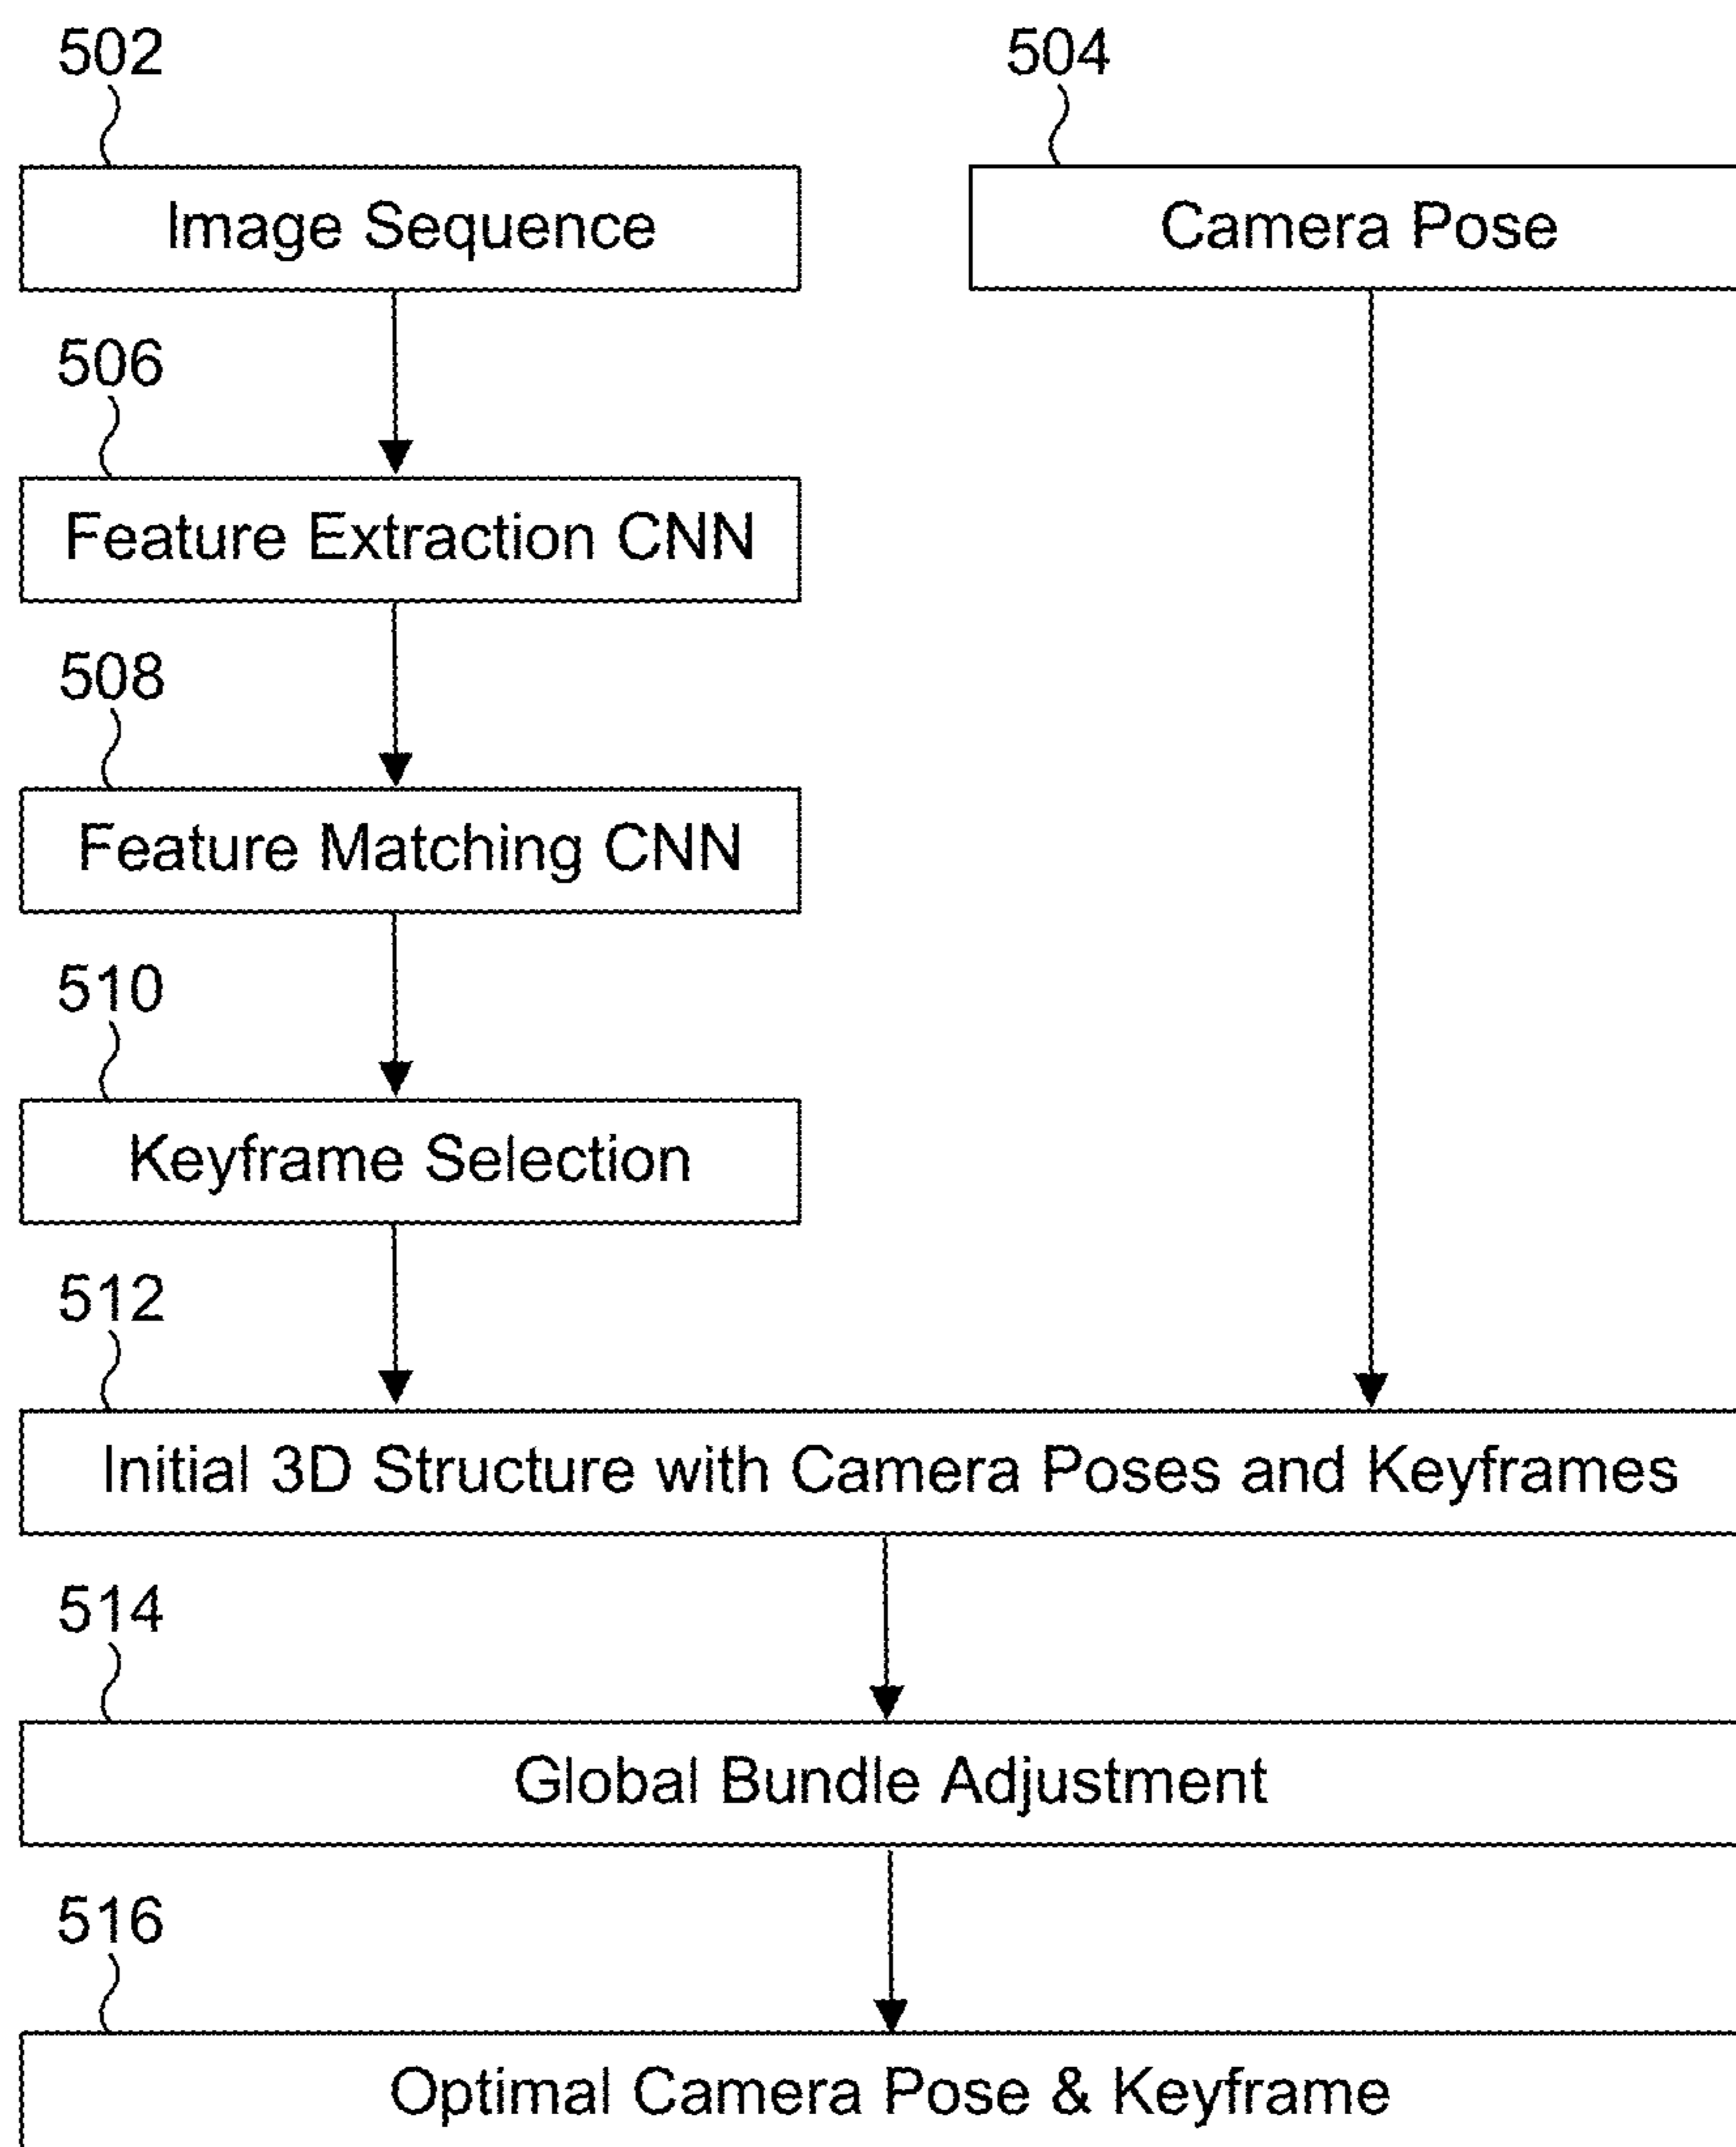 502
504
Image Sequence
Camera Pose
506
Feature Extraction CNN
508
Feature Matching CNN
510
Keyframe Selection
512
Initial 3D Structure with Camera Poses and Keyframes
514
Global Bundle Adjustment
516
Optimal Camera Pose & Keyframe